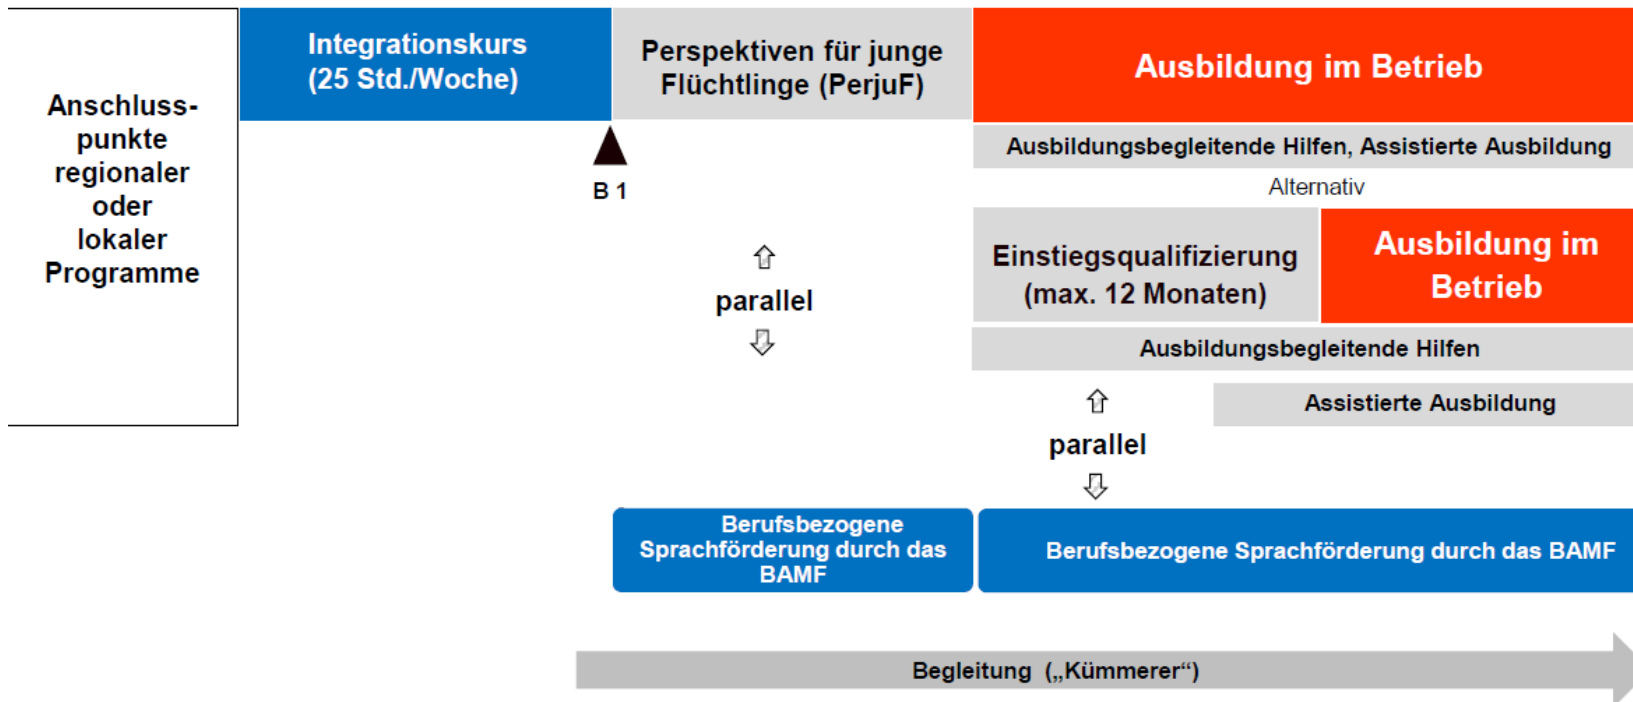 Anschluss-
punkte
regionaler
oder
lokaler
Programme
Integrationskurs
(25 Std./Woche)
B 1
Perspektiven für junge
Flüchtlinge (PerjuF)
parallel
Ausbildung im Betrieb
Ausbildungsbegleitende Hilfen, Assistierte Ausbildung
Alternativ
Einstiegsqualifizierung
(max. 12 Monaten)
Ausbildung im
Betrieb
Ausbildungsbegleitende Hilfen
Assistierte Ausbildung
parallel
Berufsbezogene
Sprachförderung durch das
BAMF
Berufsbezogene Sprachförderung durch das BAMF
Begleitung („Kümmerer“)